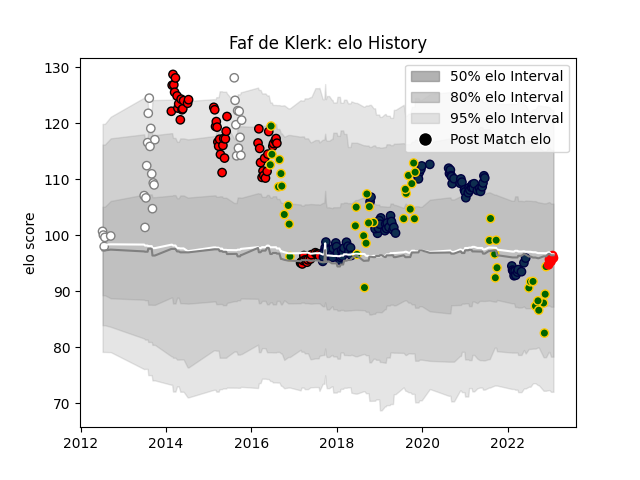 Faf de Klerk: elo History
50% elo Interval
80% elo Interval
95% elo Interval
Post Match elo
elo score
130
120
110
100
90
80
70
2012
2014
2016
2018
2020
2022